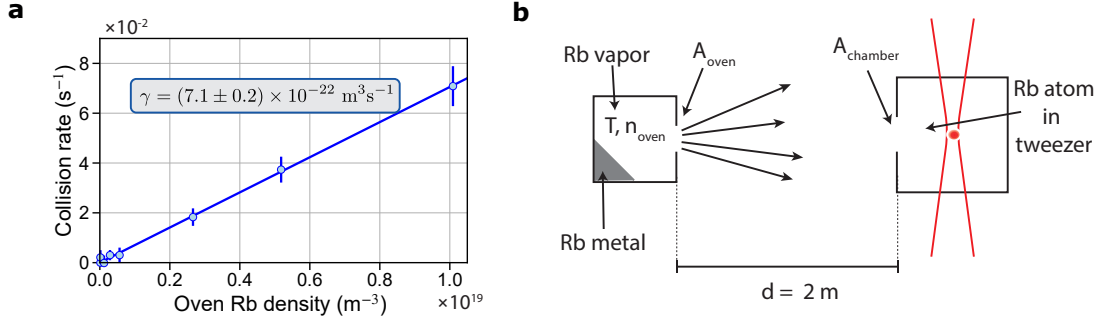 a
×10⁻²
8
6
4
2
0
Collision rate (s⁻¹)
γ = (7.1 ± 0.2) × 10⁻²² m³s⁻¹
0.0 0.2 0.4 0.6 0.8 1.0
×10¹⁹
Oven Rb density (m⁻³)
b
Rb vapor
A_oven
A_chamber
T, n_oven
Rb atom
in
tweezer
Rb metal
d = 2 m